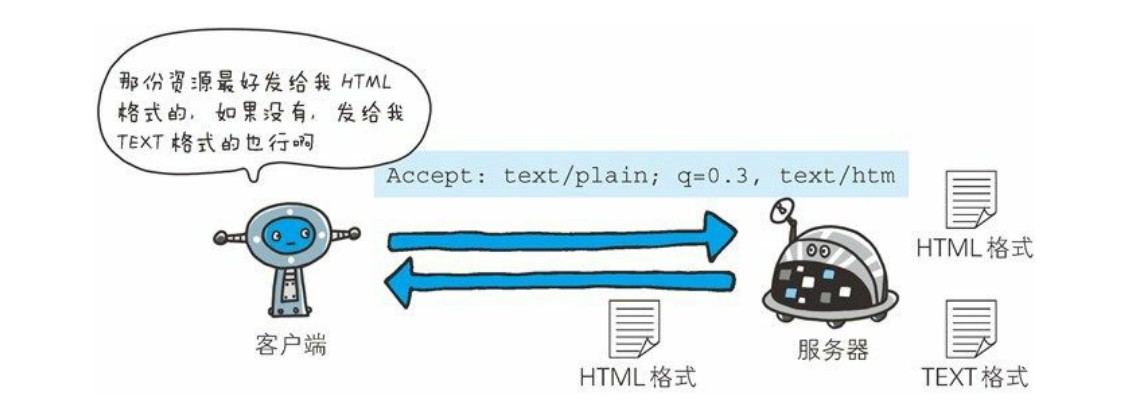 那份资源最好发给我 HTML
格式的，如果没有，发给我
TEXT 格式的也行啊
Accept: text/plain; q=0.3, text/htm
HTML 格式
客户端
服务器
HTML 格式
TEXT 格式